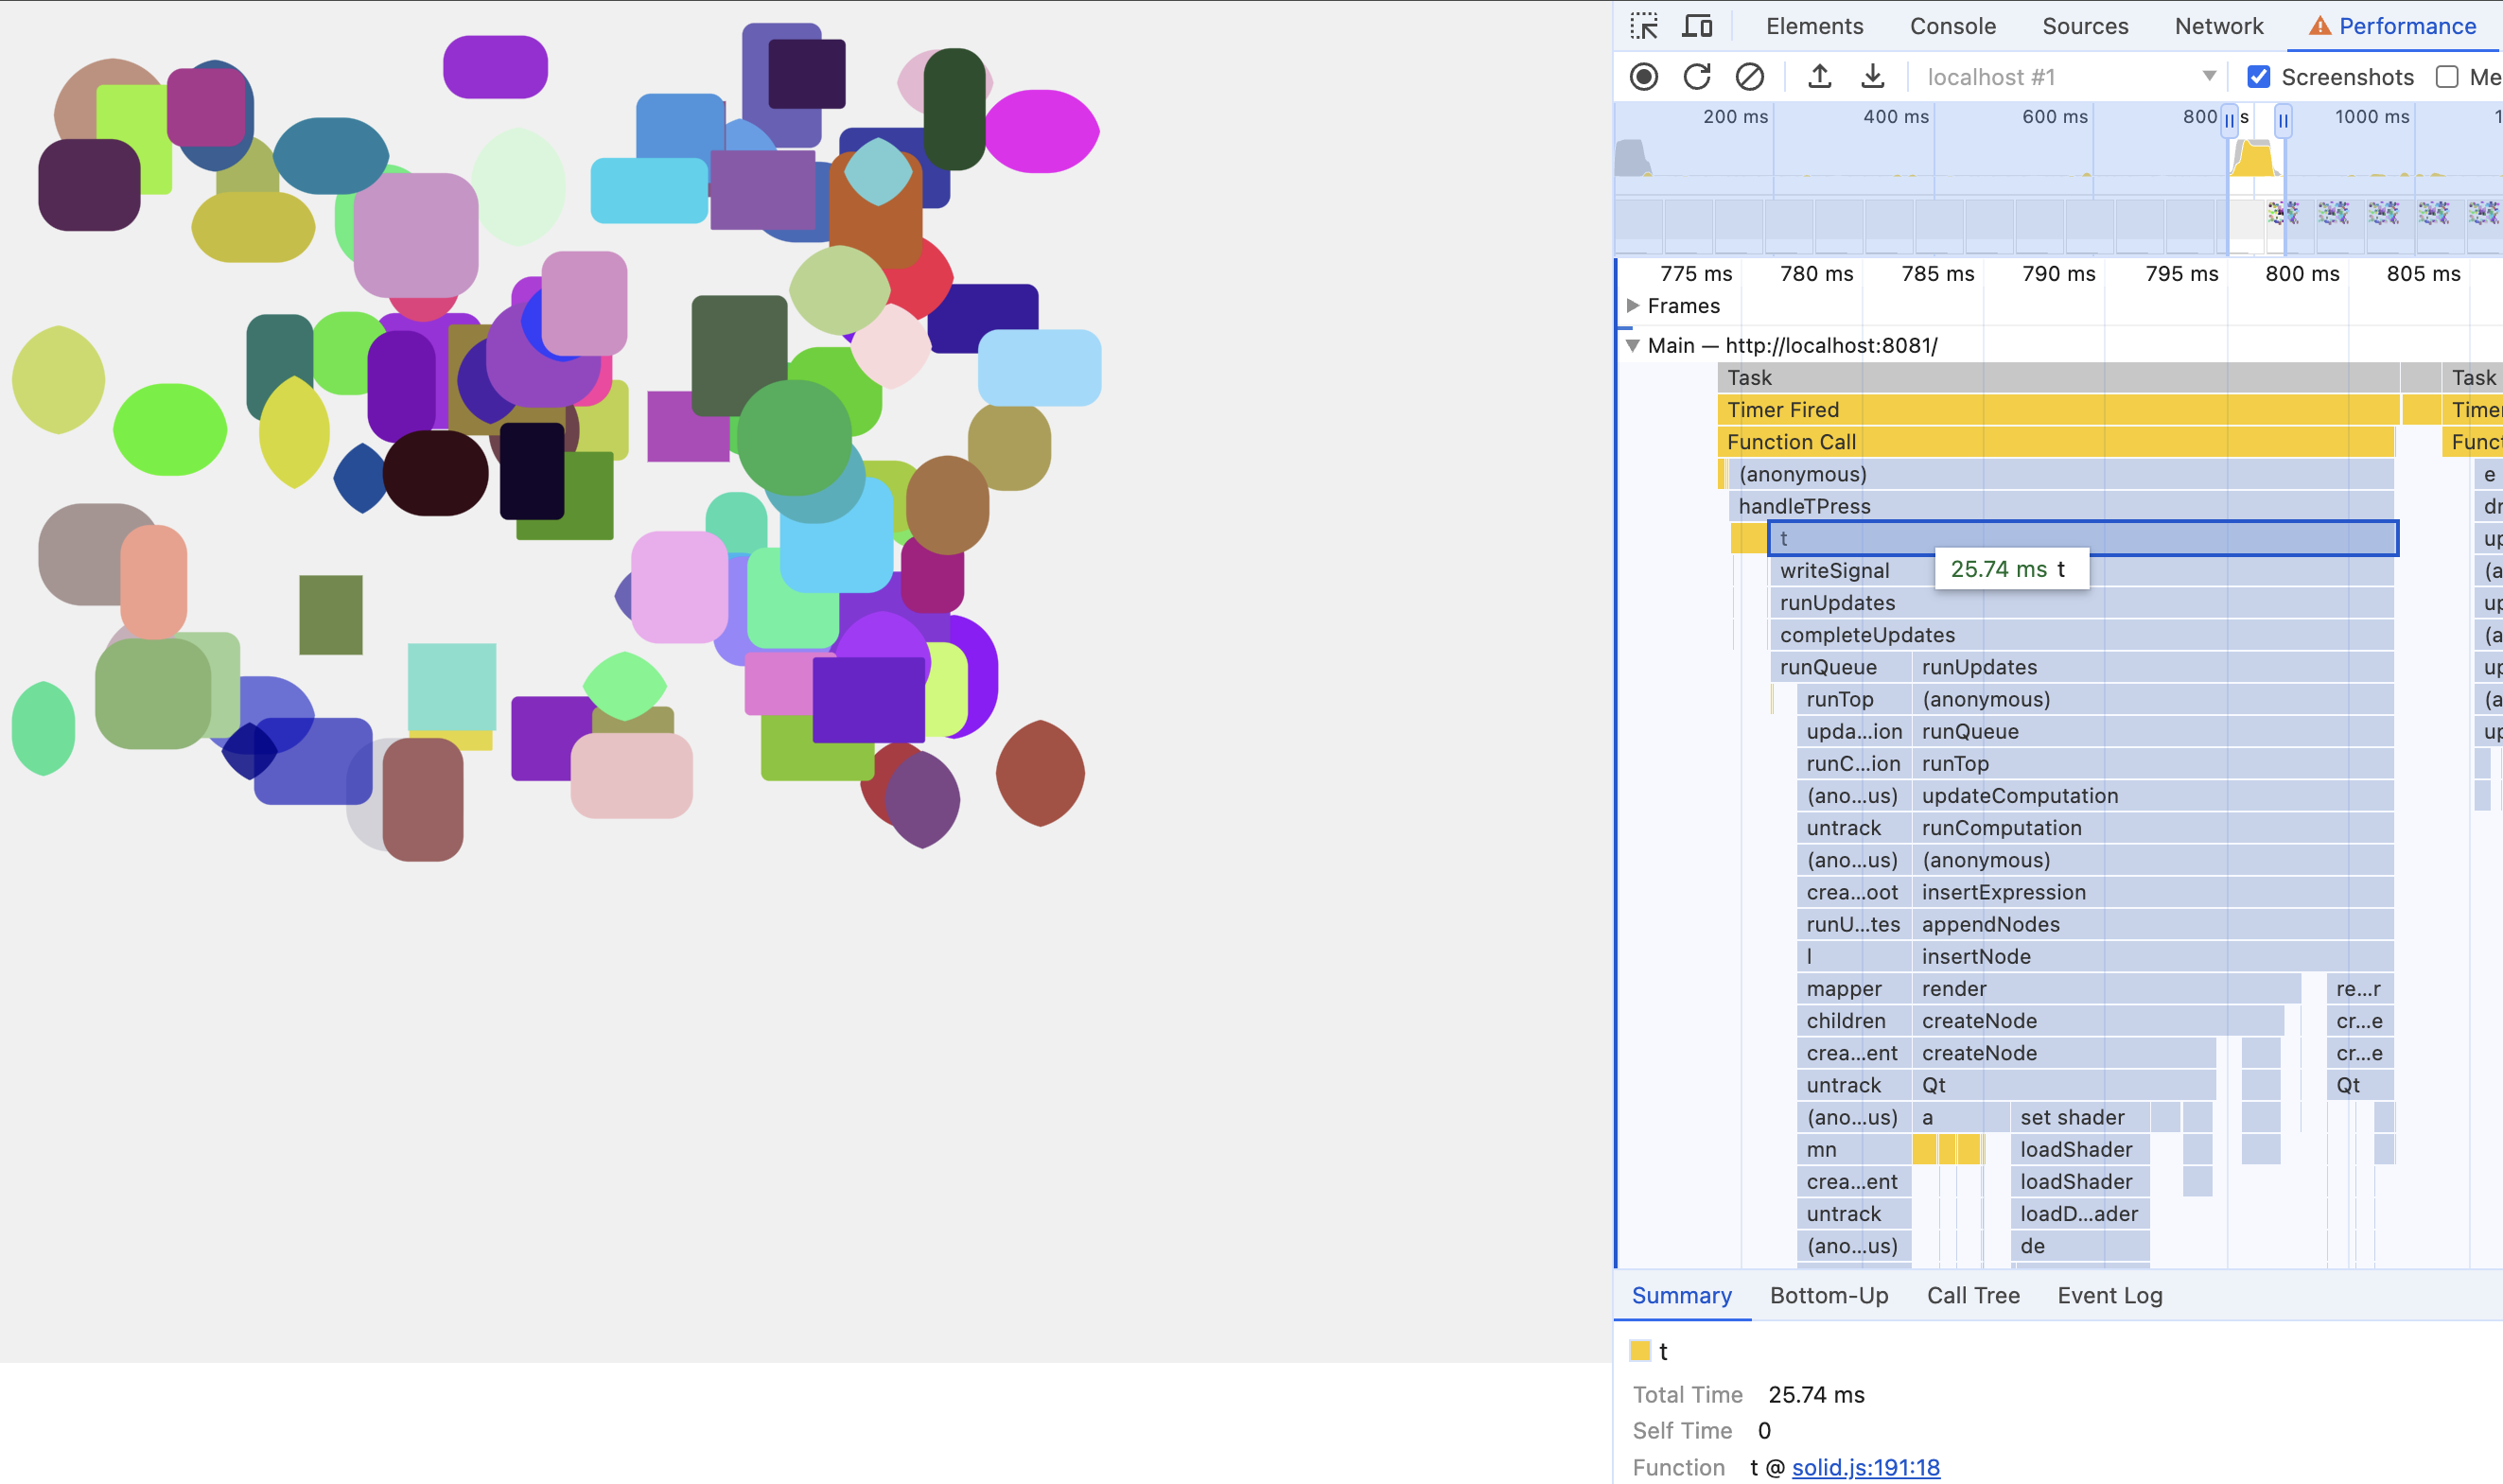 Elements Console Sources Network Performance
localhost #1 Screenshots Me
200 ms 400 ms 600 ms 800 s 1000 ms 1
775 ms 780 ms 785 ms 790 ms 795 ms 800 ms 805 ms
Frames
Main — http://localhost:8081/
Task Task
Timer Fired Timer
Function Call Funct
(anonymous) e
handleTPress dr
t up
writeSignal 25.74 ms t (a
runUpdates up
completeUpdates (a
runQueue runUpdates up
runTop (anonymous) (a
upda...ion runQueue up
runC...ion runTop
(ano...us) updateComputation
untrack runComputation
(ano...us) (anonymous)
crea...oot insertExpression
runU...tes appendNodes
l insertNode
mapper render re...r
children createNode cr...e
crea...ent createNode cr...e
untrack Qt Qt
(ano...us) a set shader
mn loadShader
crea...ent loadShader
untrack loadD...ader
(ano...us) de
Summary Bottom-Up Call Tree Event Log
t
Total Time 25.74 ms
Self Time 0
Function t @ solid.js:191:18